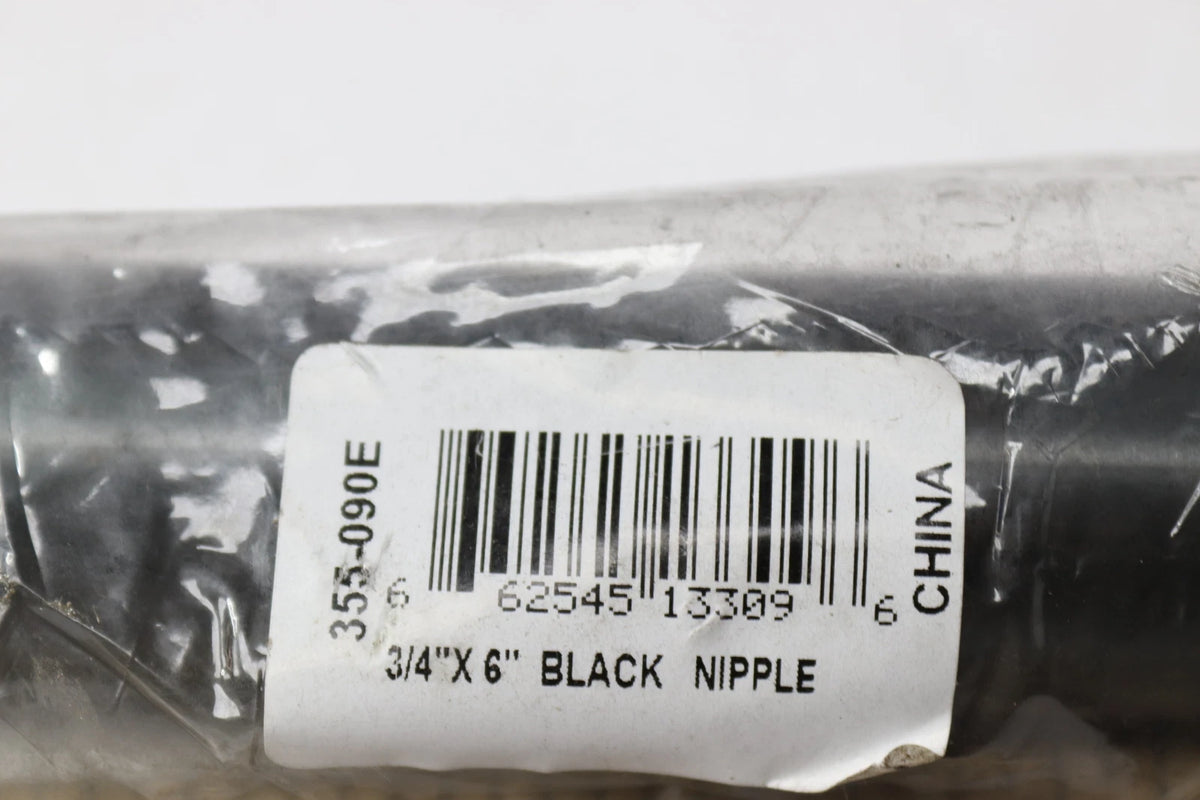 355-090E
6 62545 13309 6
3/4"X 6" BLACK NIPPLE
CHINA